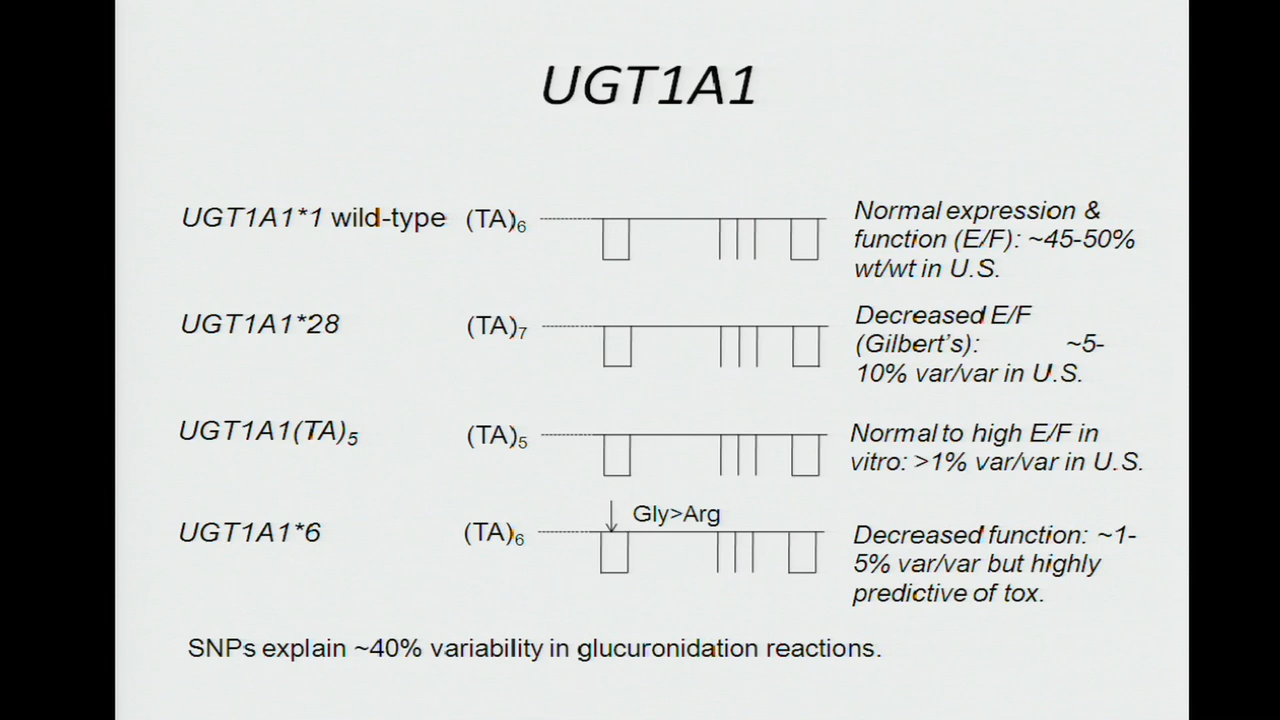 UGT1A1
UGT1A1*1 wild-type (TA)6
Normal expression &
function (E/F): ~45-50%
wt/wt in U.S.
UGT1A1*28 (TA)7
Decreased E/F
(Gilbert's): ~5-
10% var/var in U.S.
UGT1A1(TA)5 (TA)5
Normal to high E/F in
vitro: >1% var/var in U.S.
UGT1A1*6 (TA)6
Gly>Arg
Decreased function: ~1-
5% var/var but highly
predictive of tox.
SNPs explain ~40% variability in glucuronidation reactions.